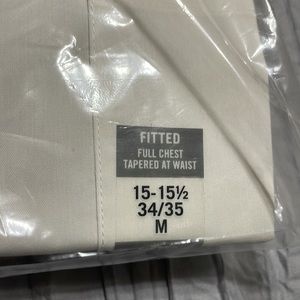 FITTED
FULL CHEST
TAPERED AT WAIST
15-15½
34/35
M